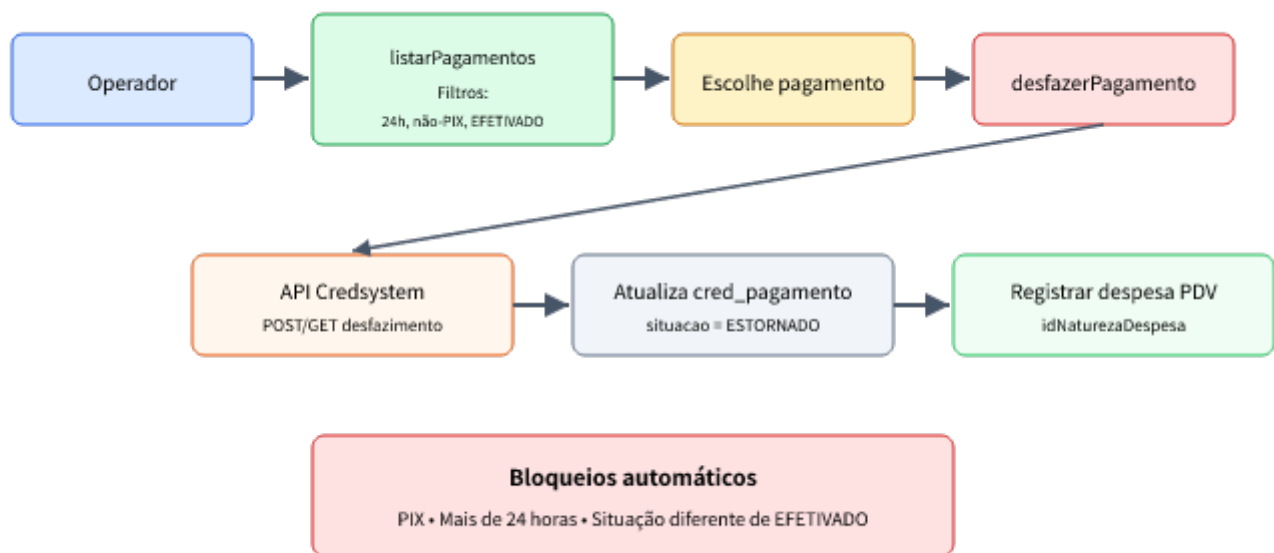 Operador
listarPagamentos
Filtros:
24h, não-PIX, EFETIVADO
Escolhe pagamento
desfazerPagamento
API Credsystem
POST/GET desfazimento
Atualiza cred_pagamento
situacao = ESTORNADO
Registrar despesa PDV
idNaturezaDespesa
Bloqueios automáticos
PIX • Mais de 24 horas • Situação diferente de EFETIVADO